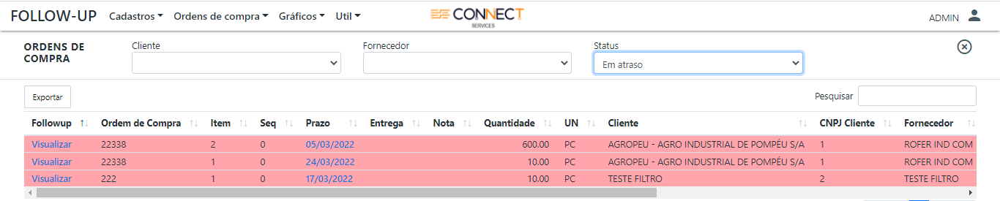 FOLLOW-UP Cadastros Ordens de compra Gráficos Util CONNECT SERVICES ADMIN
ORDENS DE COMPRA
Cliente Fornecedor Status
Em atraso
Exportar Pesquisar
Followup Ordem de Compra Item Seq Prazo Entrega Nota Quantidade UN Cliente CNPJ Cliente Fornecedor
Visualizar 22338 2 0 05/03/2022 600.00 PC AGROPEU - AGRO INDUSTRIAL DE POMPÉU S/A 1 ROFER IND COM
Visualizar 22338 1 0 24/03/2022 10.00 PC AGROPEU - AGRO INDUSTRIAL DE POMPÉU S/A 1 ROFER IND COM
Visualizar 222 1 0 17/03/2022 10.00 PC TESTE FILTRO 2 TESTE FILTRO